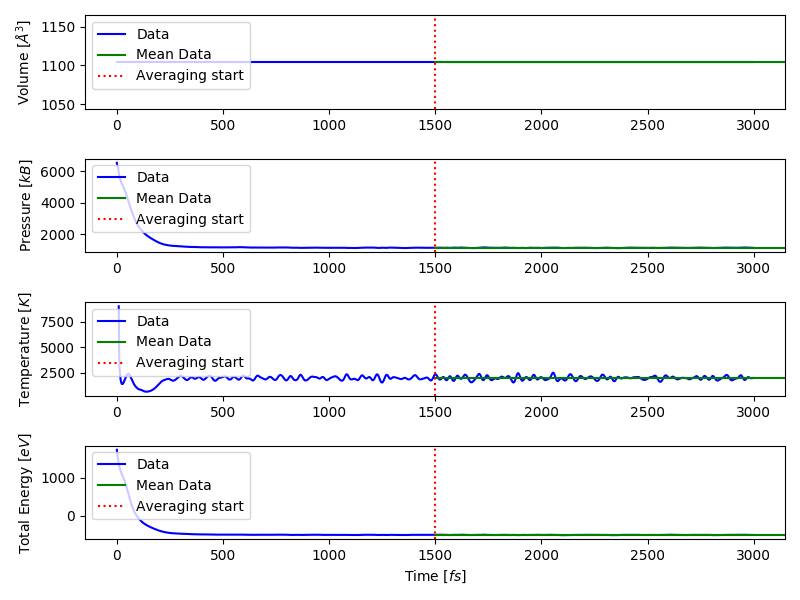 Volume [Å³]
1150
1100
1050
Data
Mean Data
Averaging start
0 500 1000 1500 2000 2500 3000
Pressure [kB]
6000
4000
2000
Data
Mean Data
Averaging start
0 500 1000 1500 2000 2500 3000
Temperature [K]
7500
5000
2500
Data
Mean Data
Averaging start
0 500 1000 1500 2000 2500 3000
Total Energy [eV]
1000
0
Data
Mean Data
Averaging start
0 500 1000 1500 2000 2500 3000
Time [fs]